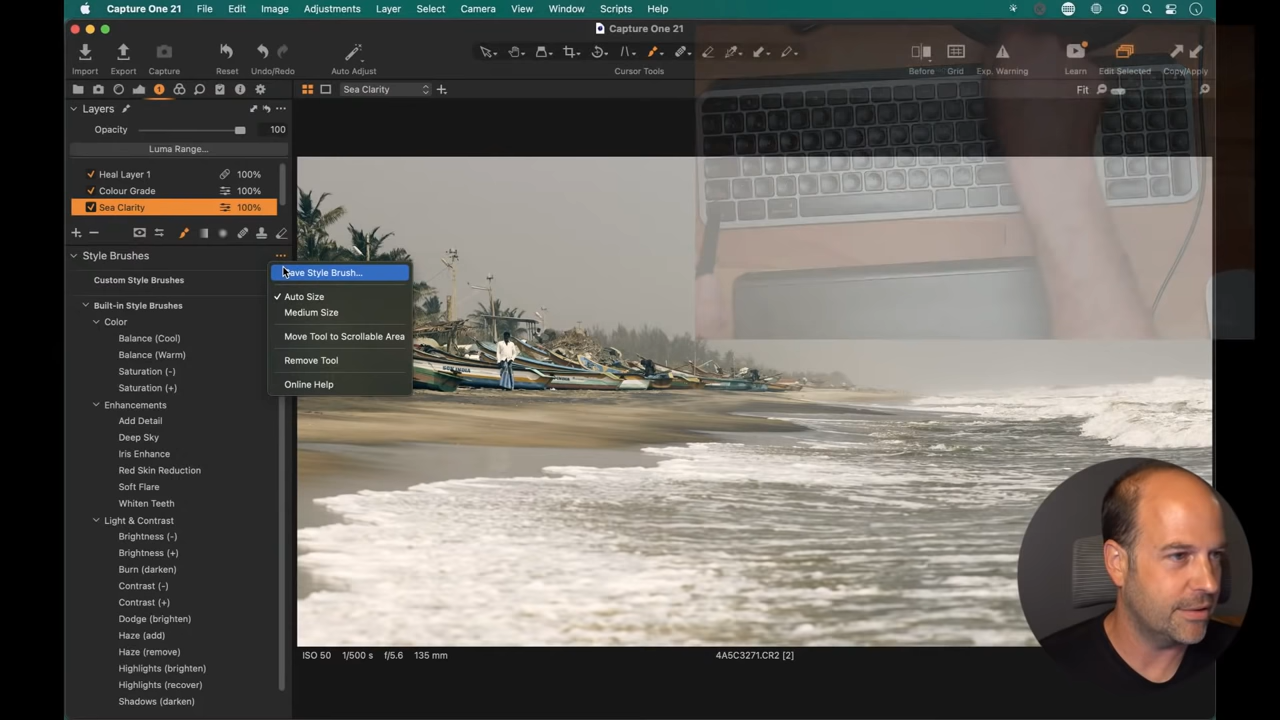 Capture One 21 File Edit Image Adjustments Layer Select Camera View Window Scripts Help
Capture One 21
Import Export Capture Reset Undo/Redo Auto Adjust Cursor Tools Before Grid Exp. Warning Learn Edit Selected Copy/Apply
Sea Clarity
Fit
Layers
Opacity 100
Luma Range...
Heal Layer 1 100%
Colour Grade 100%
Sea Clarity 100%
Style Brushes
Custom Style Brushes
Built-in Style Brushes
Color
Balance (Cool)
Balance (Warm)
Saturation (-)
Saturation (+)
Enhancements
Add Detail
Deep Sky
Iris Enhance
Red Skin Reduction
Soft Flare
Whiten Teeth
Light & Contrast
Brightness (-)
Brightness (+)
Burn (darken)
Contrast (-)
Contrast (+)
Dodge (brighten)
Haze (add)
Haze (remove)
Highlights (brighten)
Highlights (recover)
Shadows (darken)
Save Style Brush...
Auto Size
Medium Size
Move Tool to Scrollable Area
Remove Tool
Online Help
ISO 50 1/500 s f/5.6 135 mm
4A5C3271.CR2 [2]